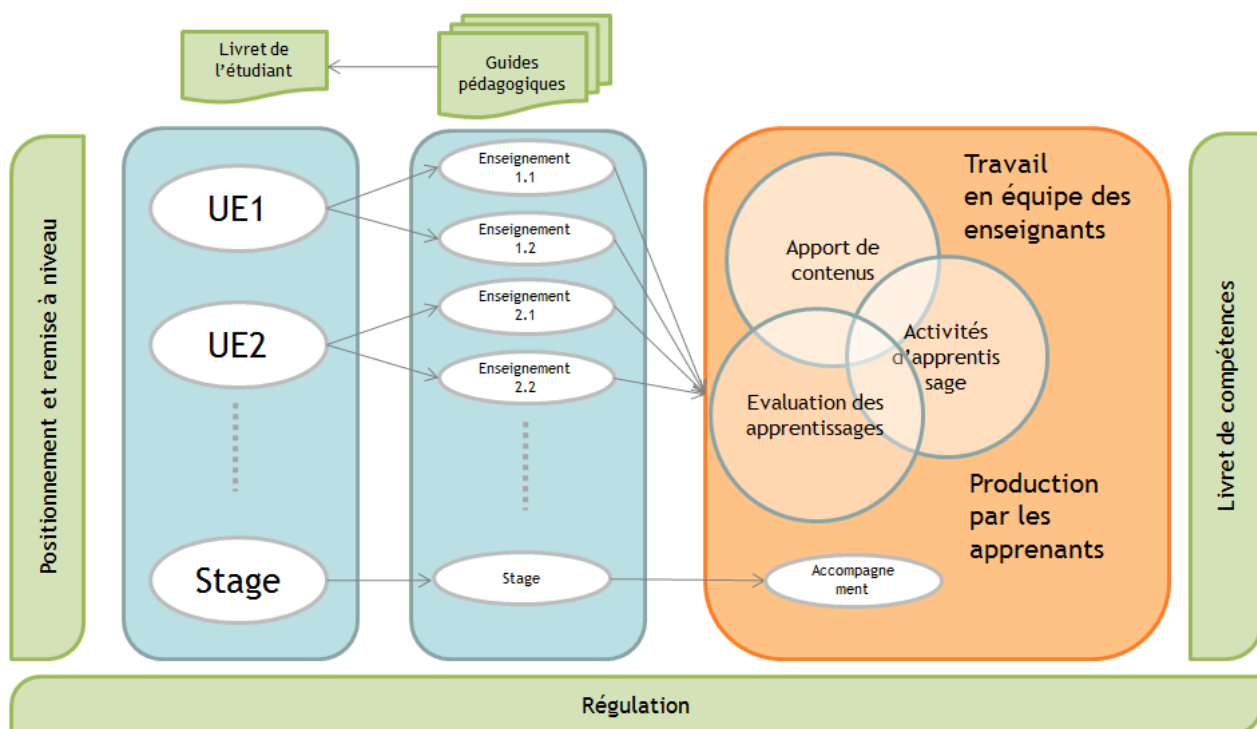 Livret de
l'étudiant
Guides
pédagogiques
Positionnement et remise à niveau
UE1
UE2
Stage
Enseignement
1.1
Enseignement
1.2
Enseignement
2.1
Enseignement
2.2
Stage
Travail
en équipe des
enseignants
Apport de
contenus
Activités
d'apprentis
sage
Evaluation des
apprentissages
Production
par les
apprenants
Accompagne
ment
Livret de compétences
Régulation